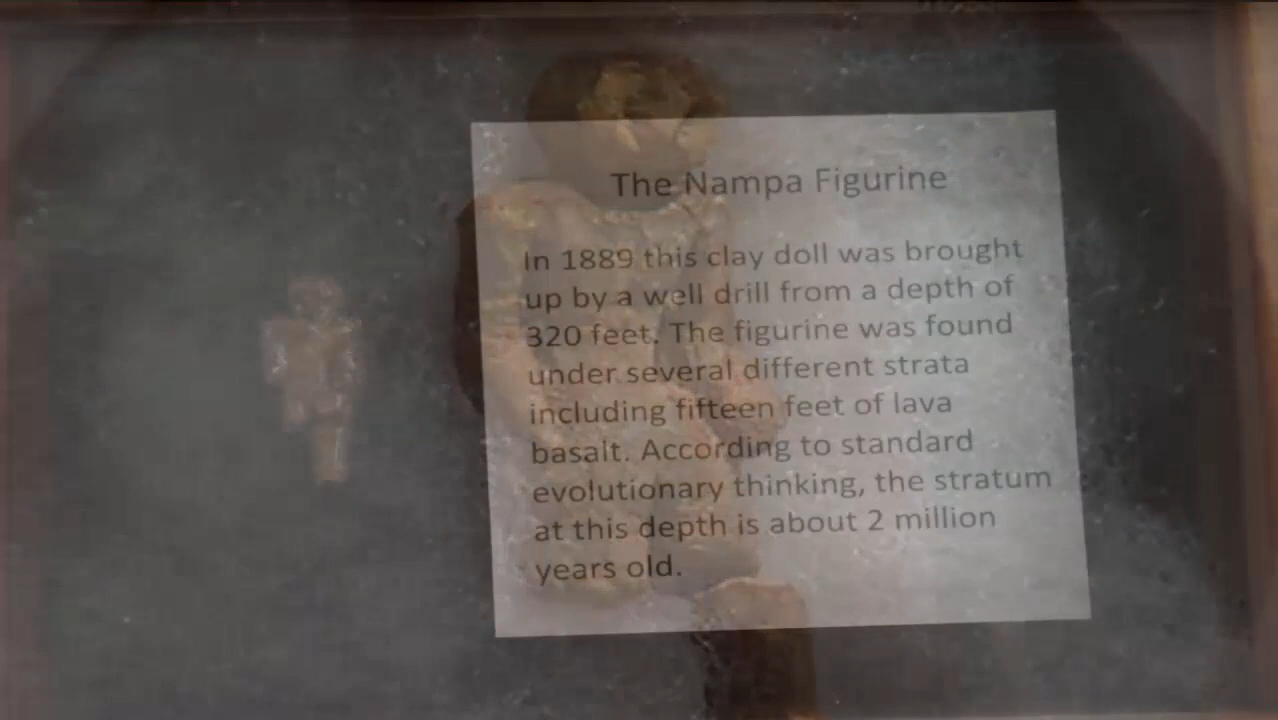 The Nampa Figurine
In 1889 this clay doll was brought
up by a well drill from a depth of
320 feet. The figurine was found
under several different strata
including fifteen feet of lava
basalt. According to standard
evolutionary thinking, the stratum
at this depth is about 2 million
years old.